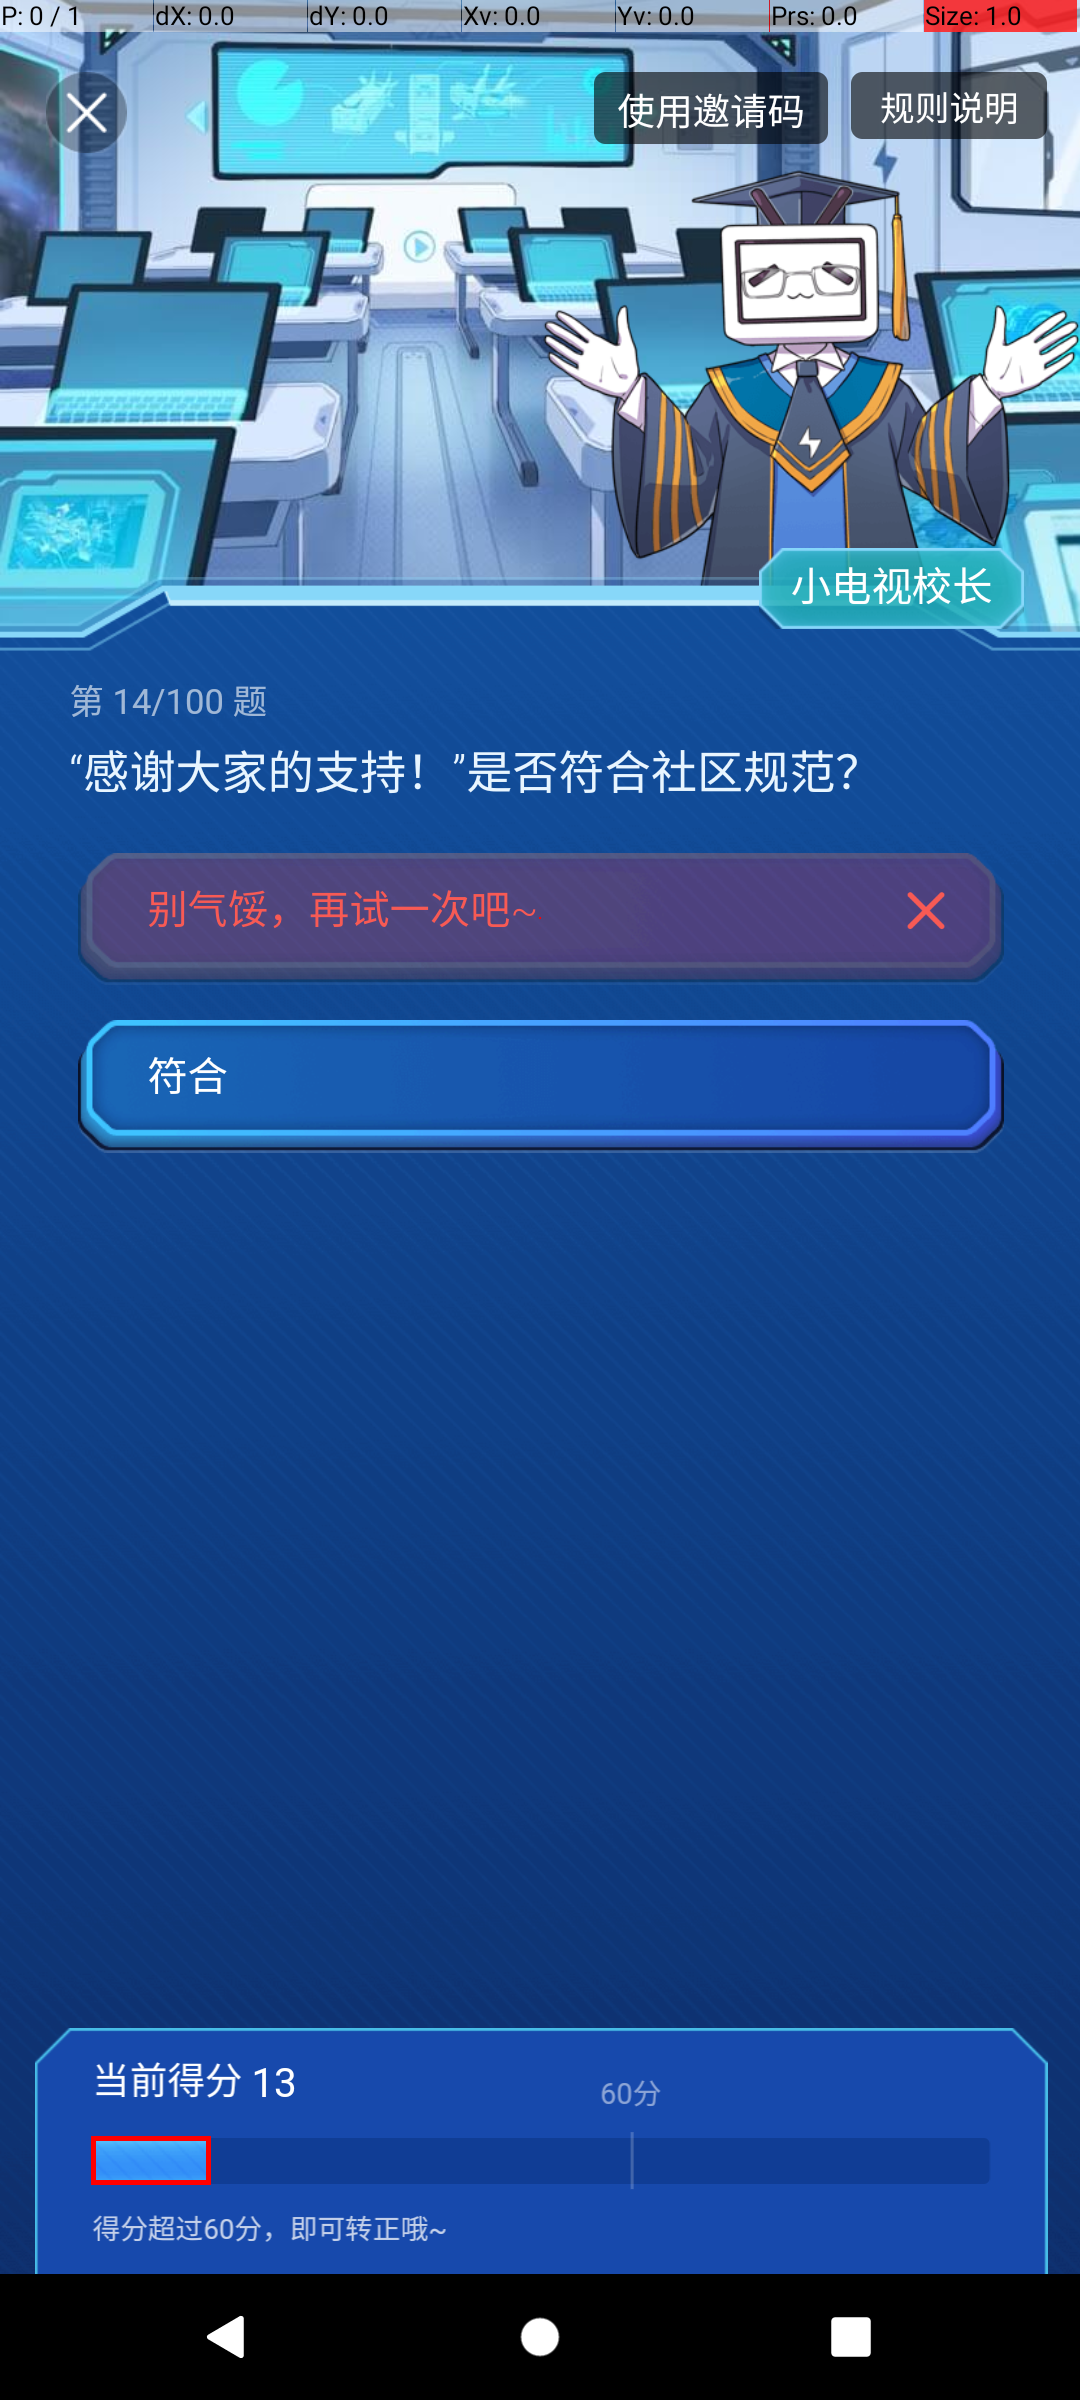 P: 0 / 1 dX: 0.0 dY: 0.0 Xv: 0.0 Yv: 0.0 Prs: 0.0 Size: 1.0
使用邀请码 规则说明
小电视校长
第 14/100 题
“感谢大家的支持！”是否符合社区规范？
别气馁，再试一次吧~
符合
当前得分 13
60分
得分超过60分，即可转正哦~